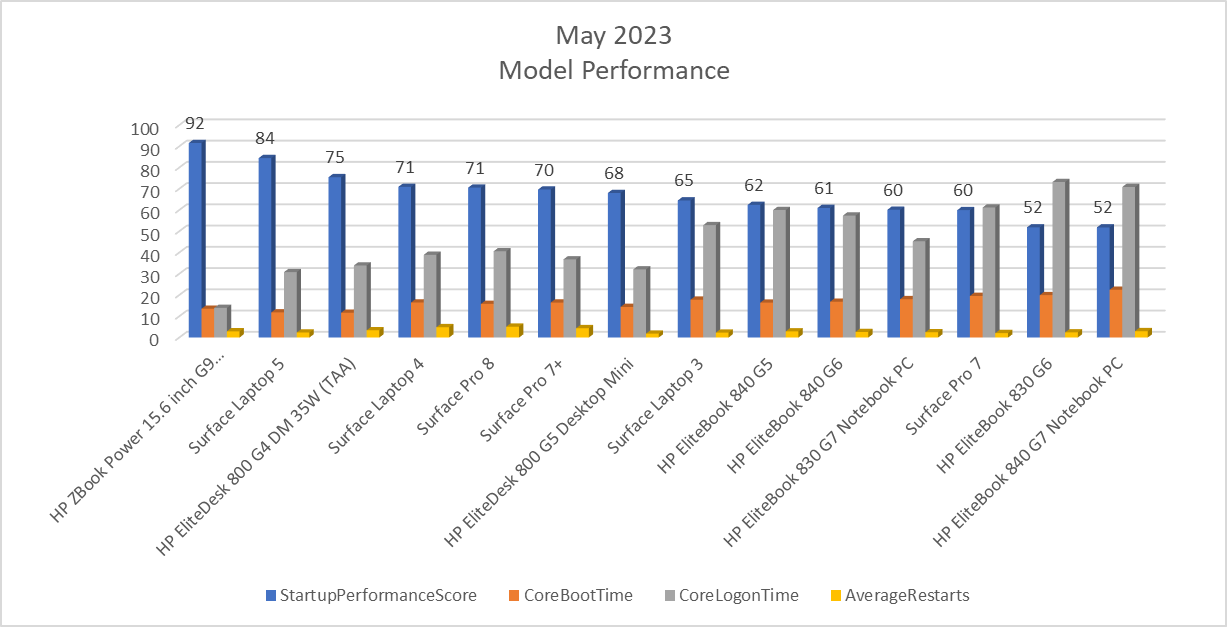 May 2023
Model Performance
92
84
75
71
71
70
68
65
62
61
60
60
52
52
100
90
80
70
60
50
40
30
20
10
0
HP ZBook Power 15.6 inch G9...
Surface Laptop 5
HP EliteDesk 800 G4 DM 35W (TAA)
Surface Laptop 4
Surface Pro 8
Surface Pro 7+
HP EliteDesk 800 G5 Desktop Mini
Surface Laptop 3
HP EliteBook 840 G5
HP EliteBook 840 G6
HP EliteBook 830 G7 Notebook PC
Surface Pro 7
HP EliteBook 830 G6
HP EliteBook 840 G7 Notebook PC
StartupPerformanceScore
CoreBootTime
CoreLogonTime
AverageRestarts